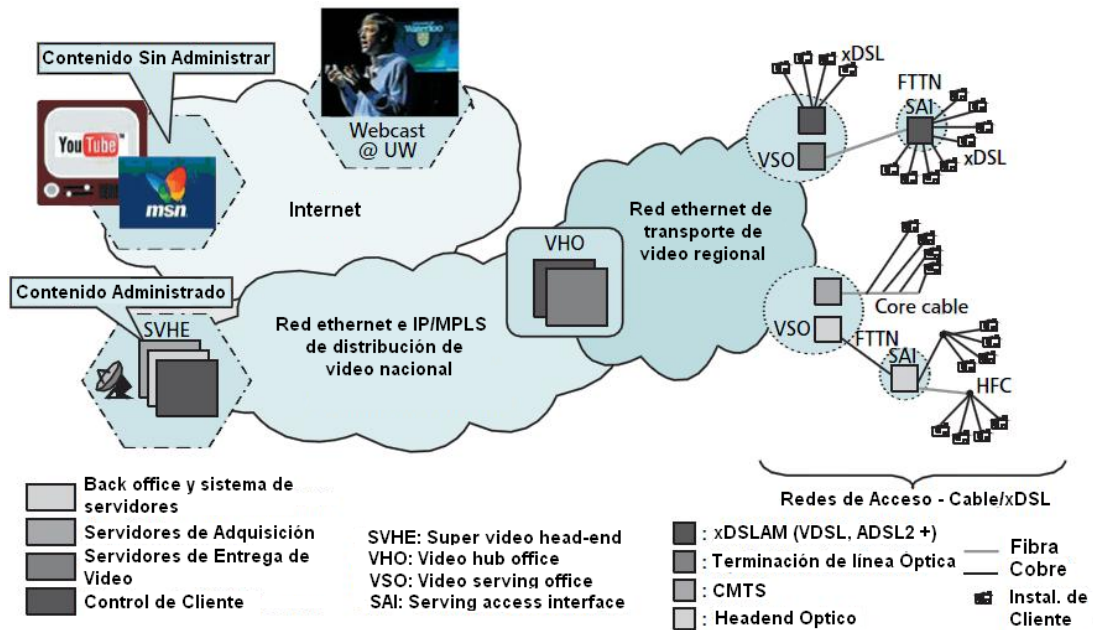 Contenido Sin Administrar
YouTube
msn
Webcast
@ UW
Internet
Contenido Administrado
SVHE
Red ethernet e IP/MPLS
de distribución de
video nacional
VHO
Red ethernet de
transporte de
video regional
xDSL
VSO
FTTN
SAI
xDSL
Core cable
VSO
FTTN
SAI
HFC
Redes de Acceso - Cable/xDSL
Back office y sistema de
servidores
Servidores de Adquisición
Servidores de Entrega de
Video
Control de Cliente
SVHE: Super video head-end
VHO: Video hub office
VSO: Video serving office
SAI: Serving access interface
: xDSLAM (VDSL, ADSL2 +)
: Terminación de línea Óptica
: CMTS
: Headend Optico
Fibra
Cobre
Instal. de
Cliente